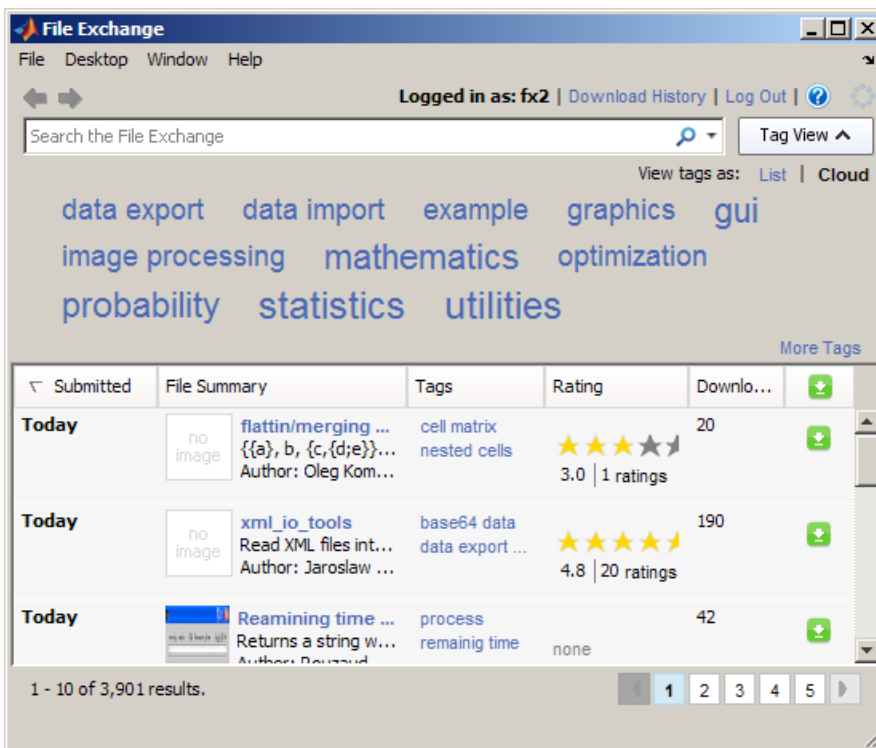 File Exchange
File Desktop Window Help
Logged in as: fx2 | Download History | Log Out |
Search the File Exchange
Tag View
View tags as: List | Cloud
data export data import example graphics gui
image processing mathematics optimization
probability statistics utilities
More Tags
Submitted File Summary Tags Rating Downlo...
Today
no image
flattin/merging ...
{{a}, b, {c,{d;e}}...
Author: Oleg Kom...
cell matrix
nested cells
3.0 | 1 ratings
20
Today
no image
xml_io_tools
Read XML files int...
Author: Jaroslaw ...
base64 data
data export ...
4.8 | 20 ratings
190
Today
Reamining time ...
Returns a string w...
Author: Rouzaud
process
remainig time
none
42
1 - 10 of 3,901 results.
1 2 3 4 5